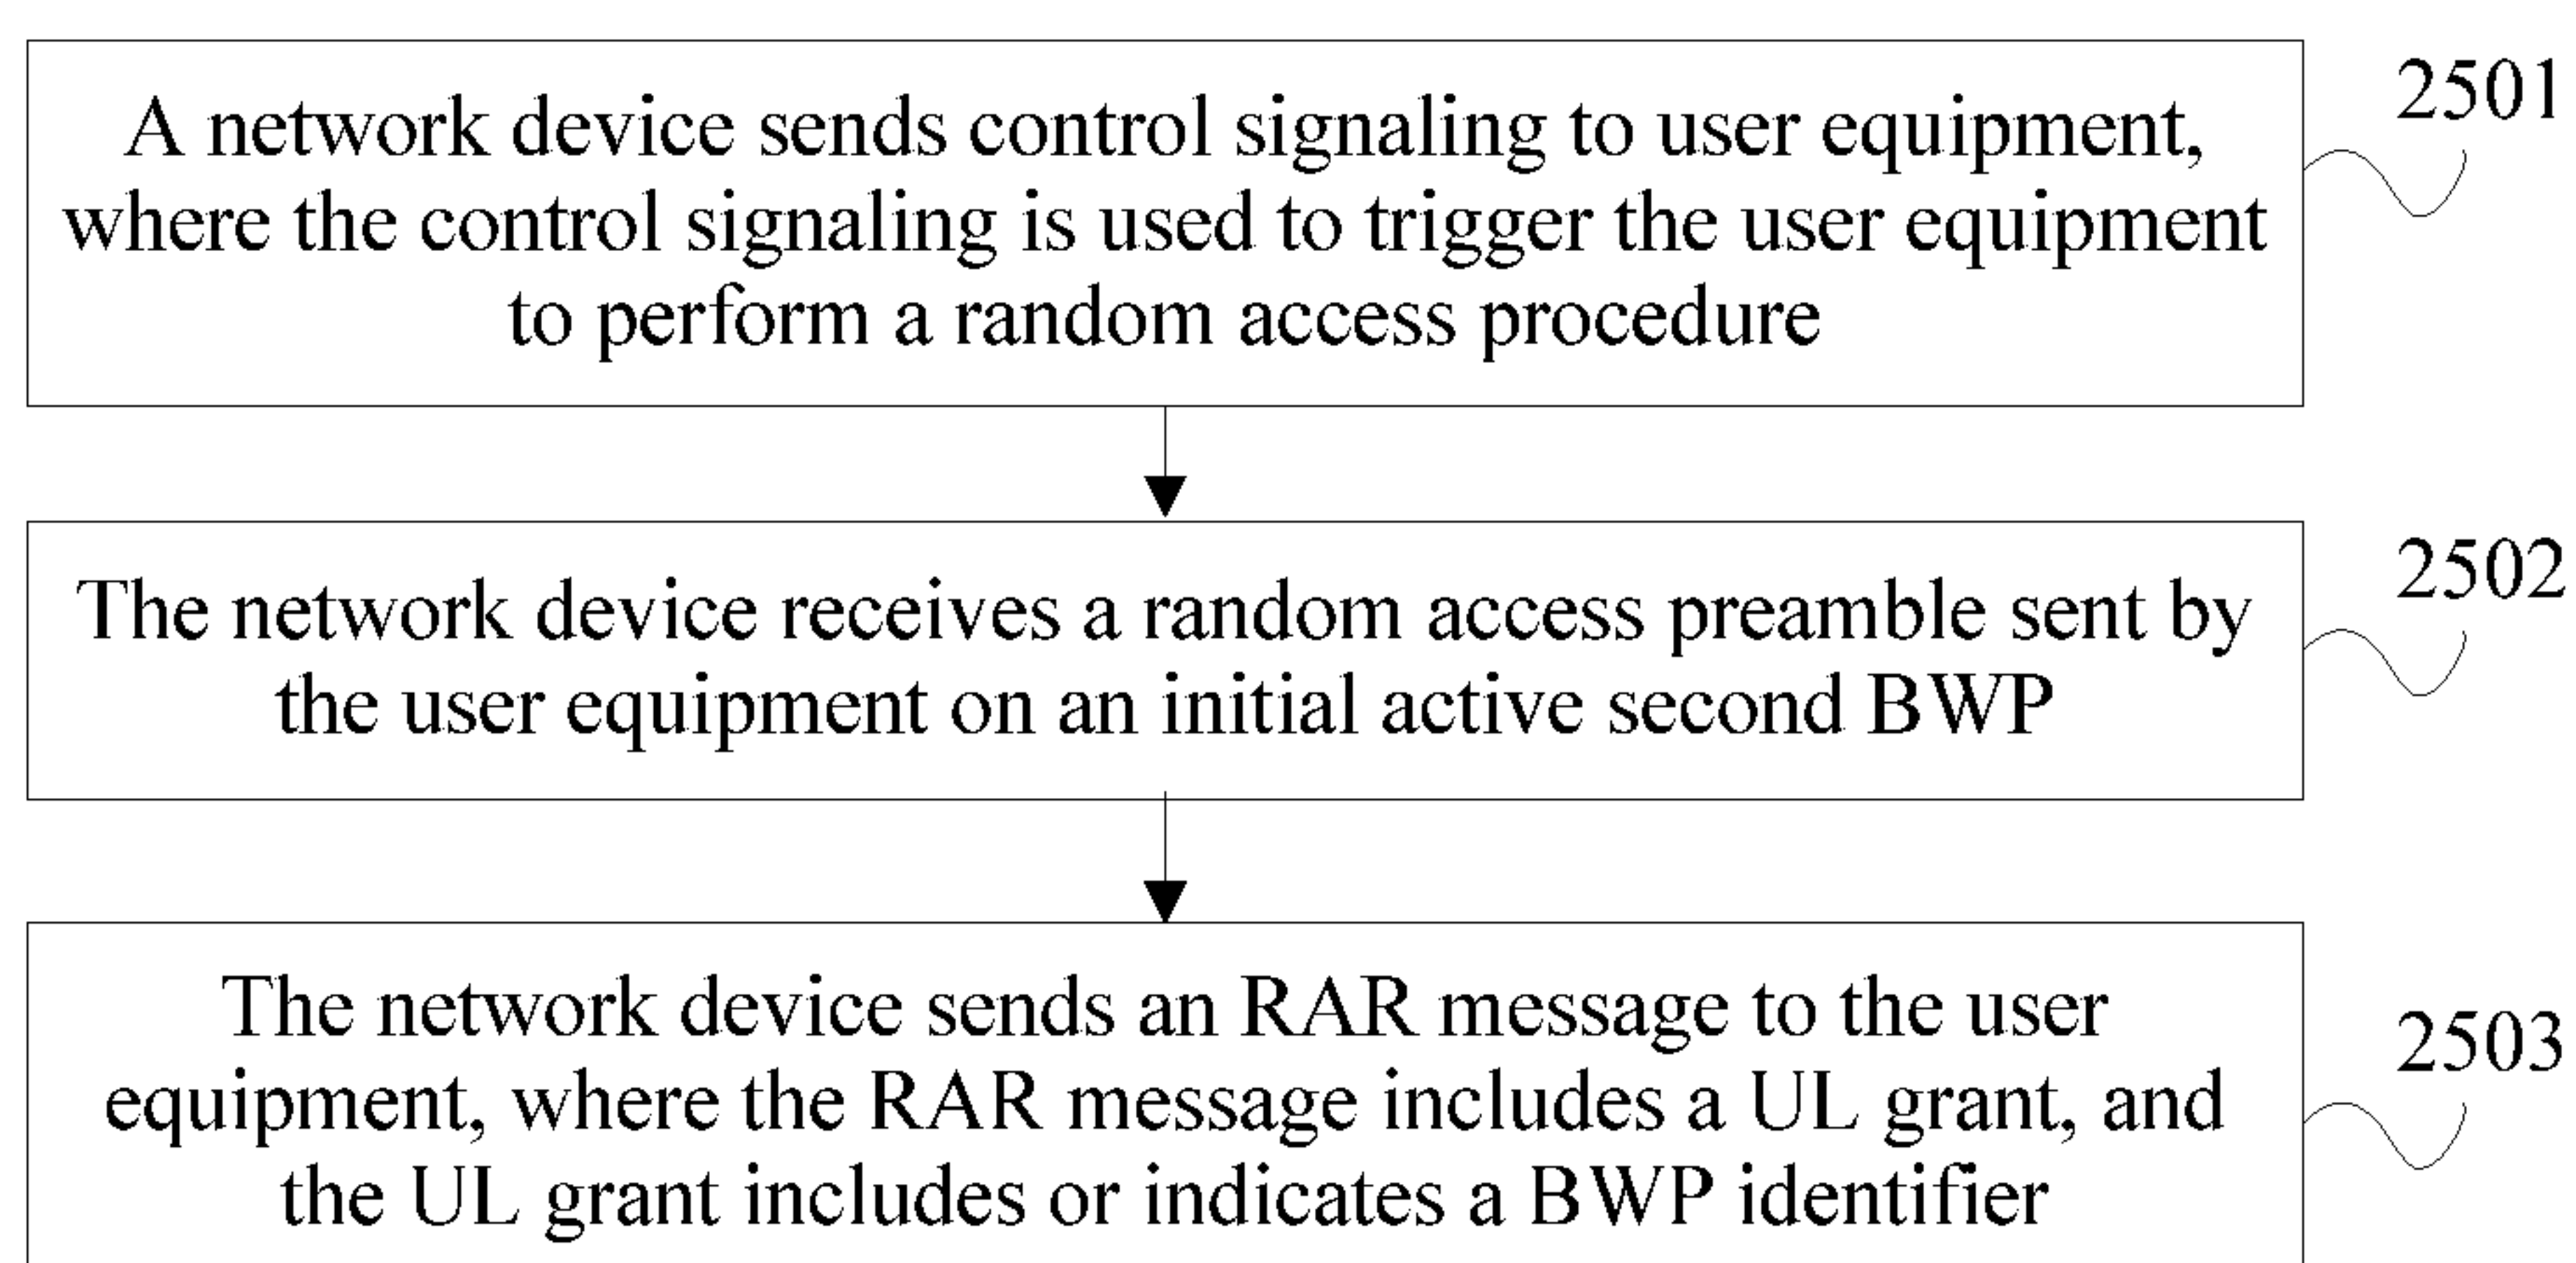 A network device sends control signaling to user equipment,
where the control signaling is used to trigger the user equipment
to perform a random access procedure
2501
The network device receives a random access preamble sent by
the user equipment on an initial active second BWP
2502
The network device sends an RAR message to the user
equipment, where the RAR message includes a UL grant, and
the UL grant includes or indicates a BWP identifier
2503